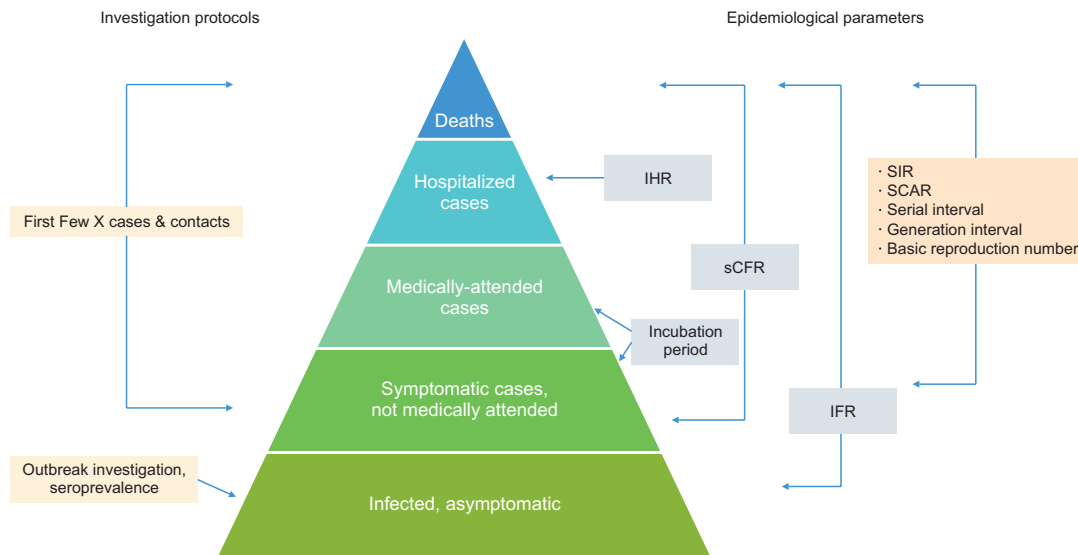 Investigation protocols
Epidemiological parameters
Deaths
Hospitalized
cases
IHR
· SIR
· SCAR
· Serial interval
· Generation interval
· Basic reproduction number
First Few X cases & contacts
Medically-attended
cases
sCFR
Incubation
period
Symptomatic cases,
not medically attended
IFR
Outbreak investigation,
seroprevalence
Infected, asymptomatic